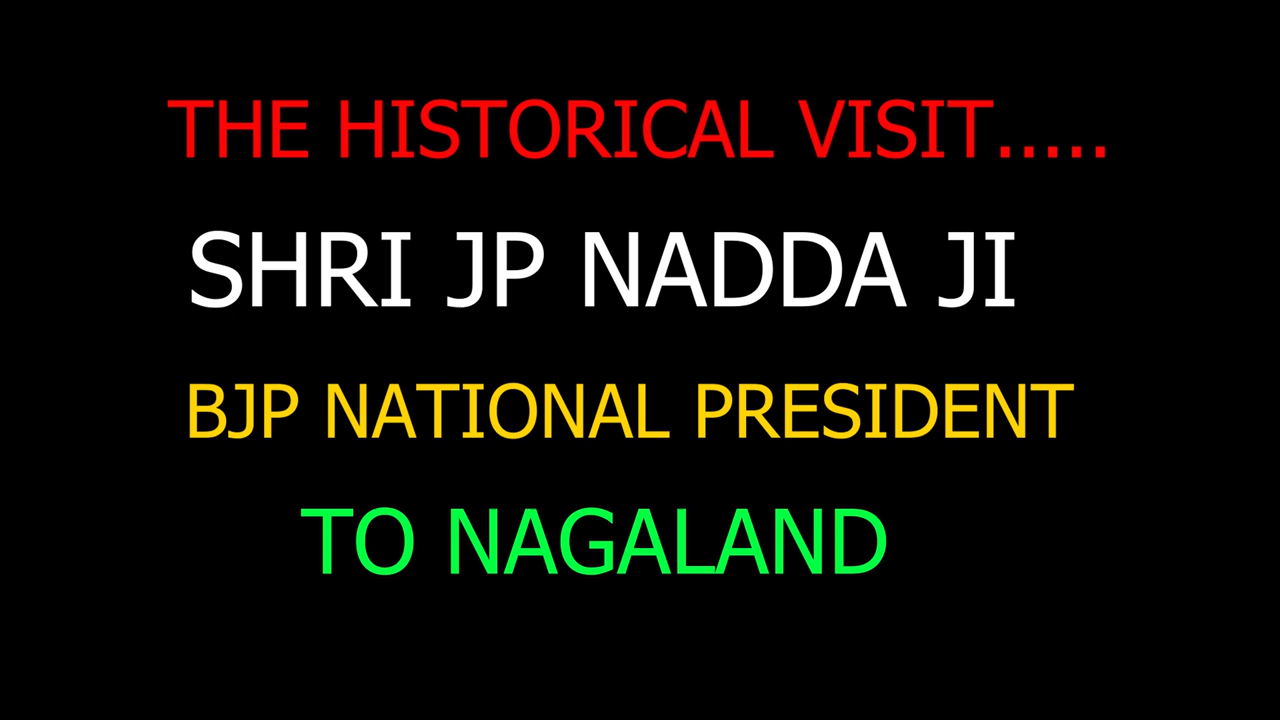 THE HISTORICAL VISIT.....
SHRI JP NADDA JI
BJP NATIONAL PRESIDENT
TO NAGALAND